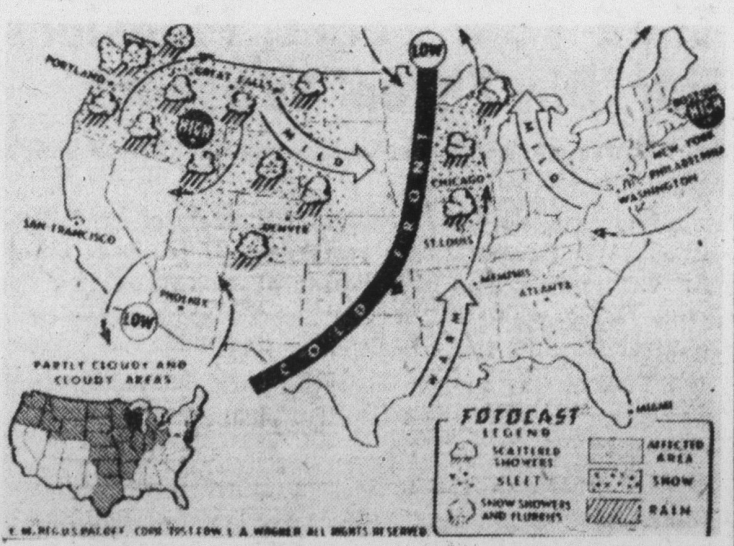 LOW
PORTLAND
GREAT FALLS
HIGH
MILD
BOSTON
HIGH
NEW YORK
PHILADELPHIA
WASHINGTON
MILD
CHICAGO
COLD FRONT
SAN FRANCISCO
DENVER
ST. LOUIS
MEMPHIS
ATLANTA
PHOENIX
LOW
WARM
MIAMI
PARTLY CLOUDY AND
CLOUDY AREAS
FOTOCAST
LEGEND
SCATTERED
SHOWERS
SLEET
SNOW SHOWERS
AND FLURRIES
AFFECTED
AREA
SNOW
RAIN
EDW. L. A. WAGNER ALL RIGHTS RESERVED